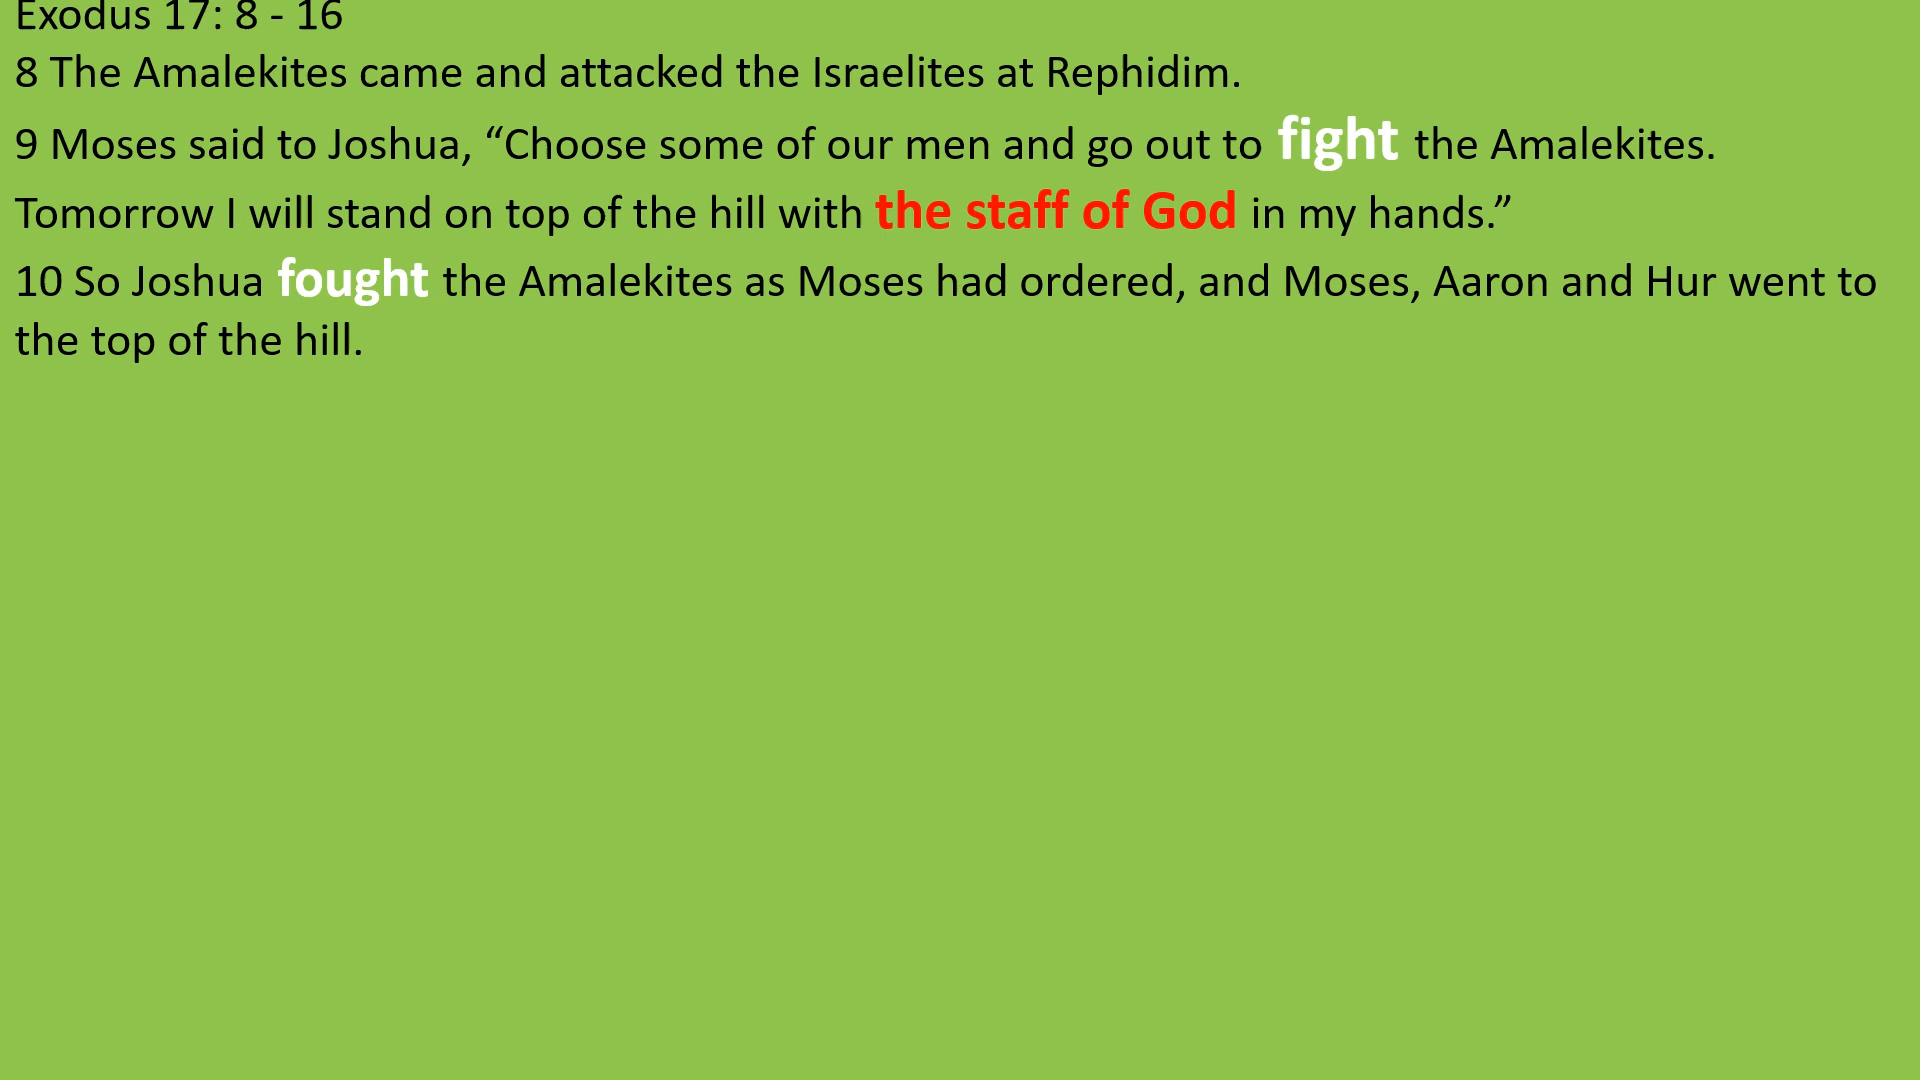 Exodus 17: 8 - 16
8 The Amalekites came and attacked the Israelites at Rephidim.
9 Moses said to Joshua, “Choose some of our men and go out to fight the Amalekites.
Tomorrow I will stand on top of the hill with the staff of God in my hands.”
10 So Joshua fought the Amalekites as Moses had ordered, and Moses, Aaron and Hur went to
the top of the hill.